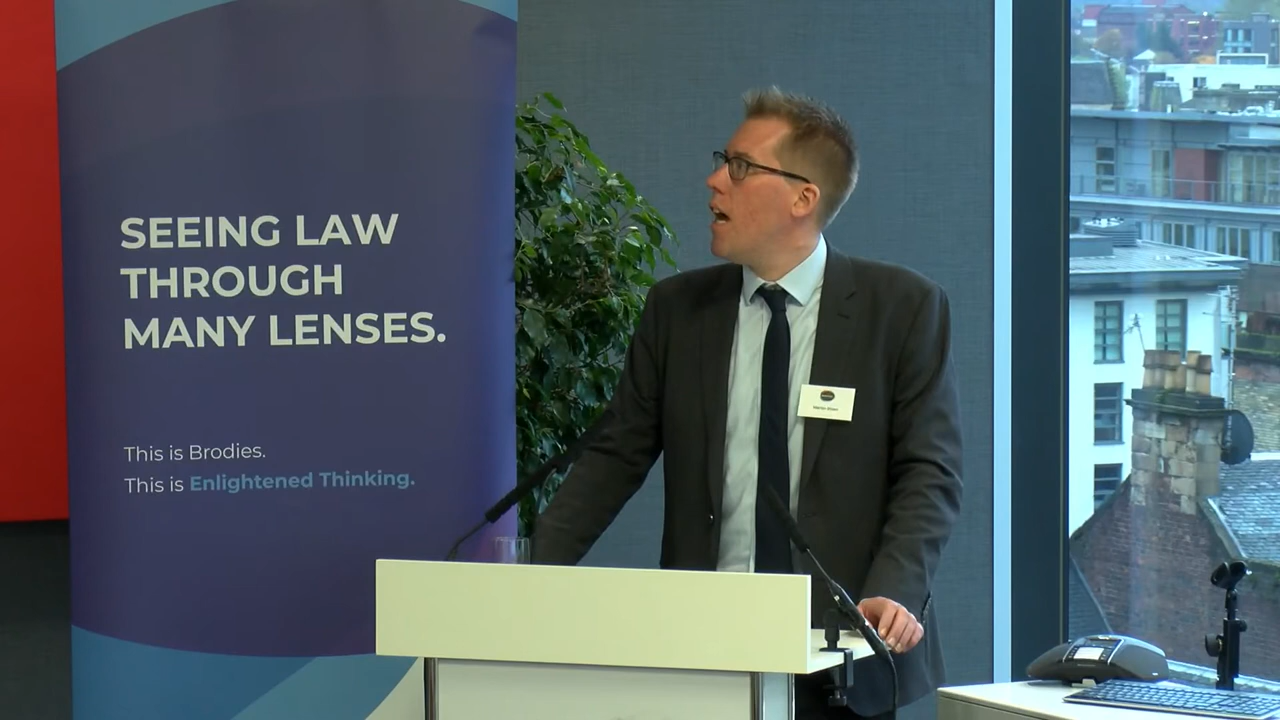 SEEING LAW
THROUGH
MANY LENSES.
This is Brodies.
This is Enlightened Thinking.